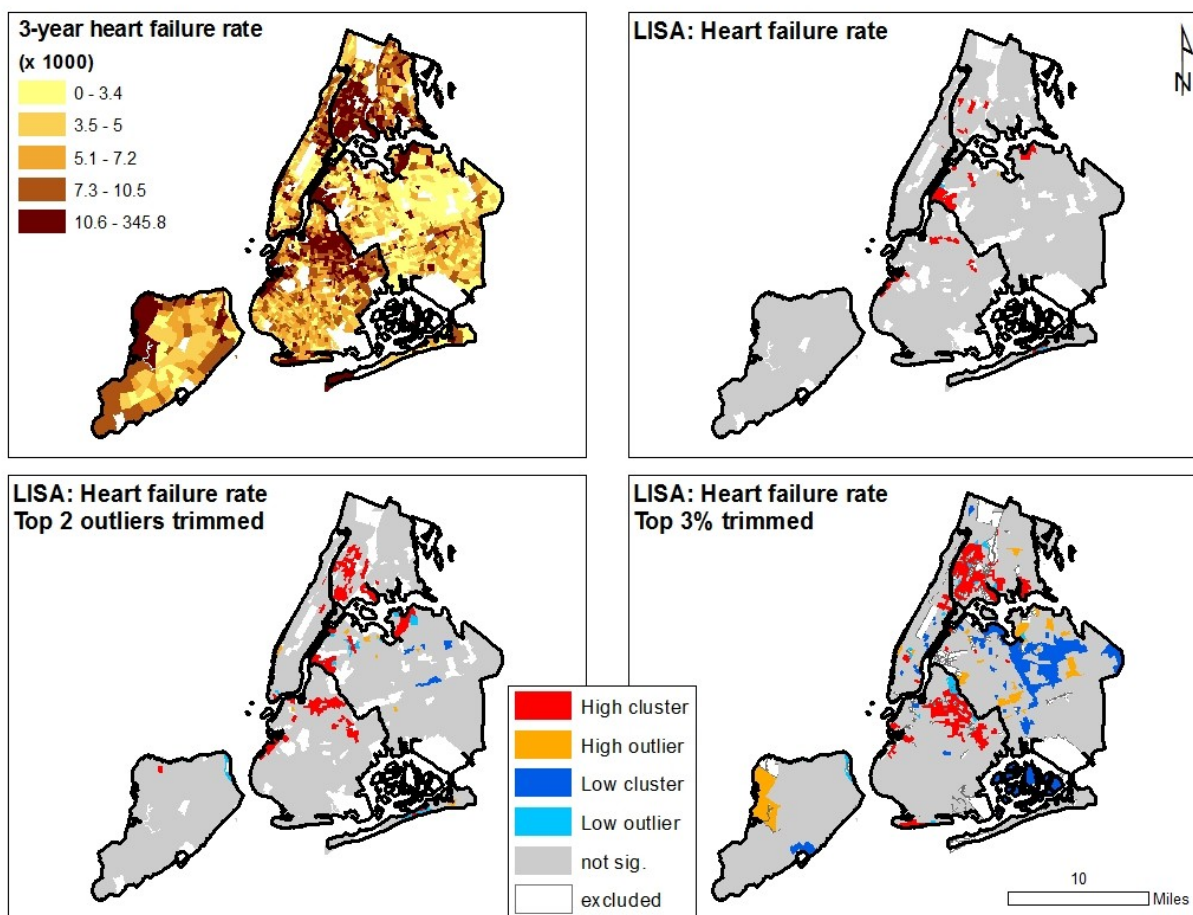 3-year heart failure rate
(x 1000)
0 - 3.4
3.5 - 5
5.1 - 7.2
7.3 - 10.5
10.6 - 345.8
LISA: Heart failure rate
N
LISA: Heart failure rate
Top 2 outliers trimmed
LISA: Heart failure rate
Top 3% trimmed
High cluster
High outlier
Low cluster
Low outlier
not sig.
excluded
10
Miles